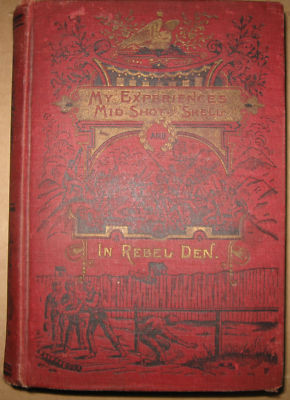 My Experiences
Mid Shot & Shell
AND
In Rebel Den.